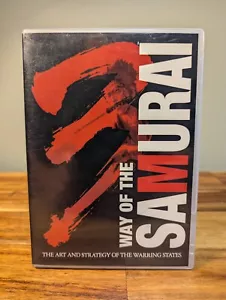 WAY OF THE
SAMURAI
THE ART AND STRATEGY OF THE WARRING STATES